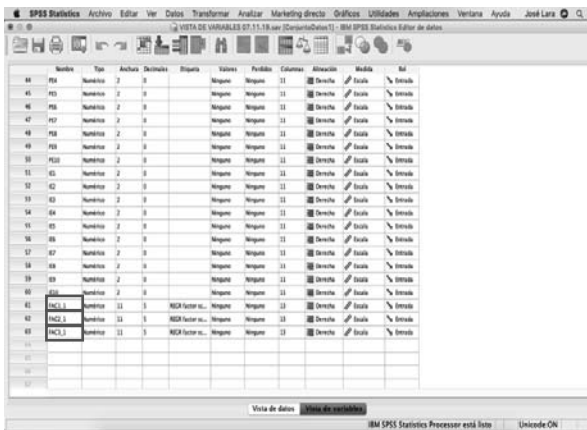 SPSS Statistics Archivo Editar Ver Datos Transformar Analizar Marketing directo Gráficos Utilidades Ampliaciones Ventana Ayuda José Lara
VISTA DE VARIABLES 07.11.19.sav [ConjuntoDatos1] - IBM SPSS Statistics Editor de datos
Nombre Tipo Anchura Decimales Etiqueta Valores Perdidos Columnas Alineación Medida Rol
44 PE4 Numérico 2 0 Ninguno Ninguno 11 Derecha Escala Entrada
45 PE5 Numérico 2 0 Ninguno Ninguno 11 Derecha Escala Entrada
46 PE6 Numérico 2 0 Ninguno Ninguno 11 Derecha Escala Entrada
47 PE7 Numérico 2 0 Ninguno Ninguno 11 Derecha Escala Entrada
48 PE8 Numérico 2 0 Ninguno Ninguno 11 Derecha Escala Entrada
49 PE9 Numérico 2 0 Ninguno Ninguno 11 Derecha Escala Entrada
50 PE10 Numérico 2 0 Ninguno Ninguno 11 Derecha Escala Entrada
51 IE1 Numérico 2 0 Ninguno Ninguno 11 Derecha Escala Entrada
52 IE2 Numérico 2 0 Ninguno Ninguno 11 Derecha Escala Entrada
53 IE3 Numérico 2 0 Ninguno Ninguno 11 Derecha Escala Entrada
54 IE4 Numérico 2 0 Ninguno Ninguno 11 Derecha Escala Entrada
55 IE5 Numérico 2 0 Ninguno Ninguno 11 Derecha Escala Entrada
56 IE6 Numérico 2 0 Ninguno Ninguno 11 Derecha Escala Entrada
57 IE7 Numérico 2 0 Ninguno Ninguno 11 Derecha Escala Entrada
58 IE8 Numérico 2 0 Ninguno Ninguno 11 Derecha Escala Entrada
59 IE9 Numérico 2 0 Ninguno Ninguno 11 Derecha Escala Entrada
60 IE10 Numérico 2 0 Ninguno Ninguno 11 Derecha Escala Entrada
61 FAC1_1 Numérico 11 5 REGR factor sc... Ninguno Ninguno 13 Derecha Escala Entrada
62 FAC2_1 Numérico 11 5 REGR factor sc... Ninguno Ninguno 13 Derecha Escala Entrada
63 FAC3_1 Numérico 11 5 REGR factor sc... Ninguno Ninguno 13 Derecha Escala Entrada
64
65
66
67
Vista de datos Vista de variables
IBM SPSS Statistics Processor está listo Unicode:ON